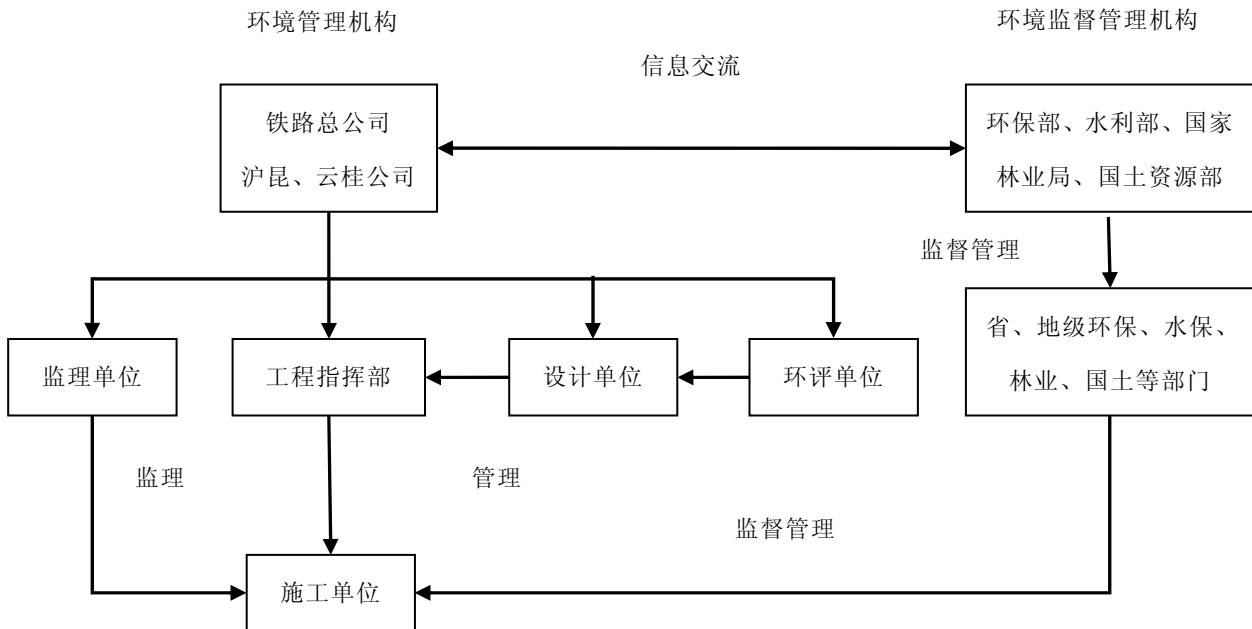 环境管理机构
环境监督管理机构
信息交流
铁路总公司
沪昆、云桂公司
环保部、水利部、国家
林业局、国土资源部
监督管理
省、地级环保、水保、
林业、国土等部门
监理单位
工程指挥部
设计单位
环评单位
监理
管理
监督管理
施工单位